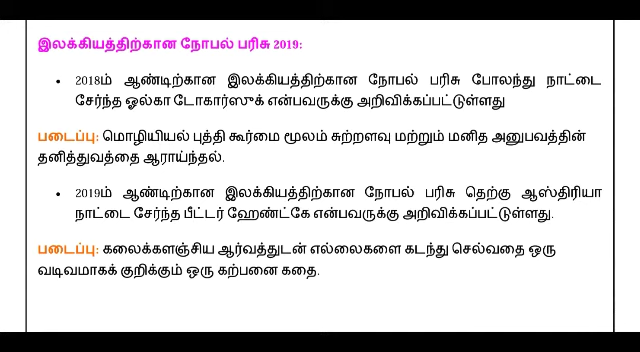 இலக்கியத்திற்கான நோபல் பரிசு 2019:
• 2018ம் ஆண்டிற்கான இலக்கியத்திற்கான நோபல் பரிசு போலந்து நாட்டை
சேர்ந்த ஓல்கா டோகார்ஸுக் என்பவருக்கு அறிவிக்கப்பட்டுள்ளது
படைப்பு: மொழியியல் புத்தி கூர்மை மூலம் சுற்றளவு மற்றும் மனித அனுபவத்தின்
தனித்துவத்தை ஆராய்ந்தல்.
• 2019ம் ஆண்டிற்கான இலக்கியத்திற்கான நோபல் பரிசு தெற்கு ஆஸ்திரியா
நாட்டை சேர்ந்த பீட்டர் ஹேண்ட்கே என்பவருக்கு அறிவிக்கப்பட்டுள்ளது.
படைப்பு: கலைக்களஞ்சிய ஆர்வத்துடன் எல்லைகளை கடந்து செல்வதை ஒரு
வடிவமாகக் குறிக்கும் ஒரு கற்பனை கதை.